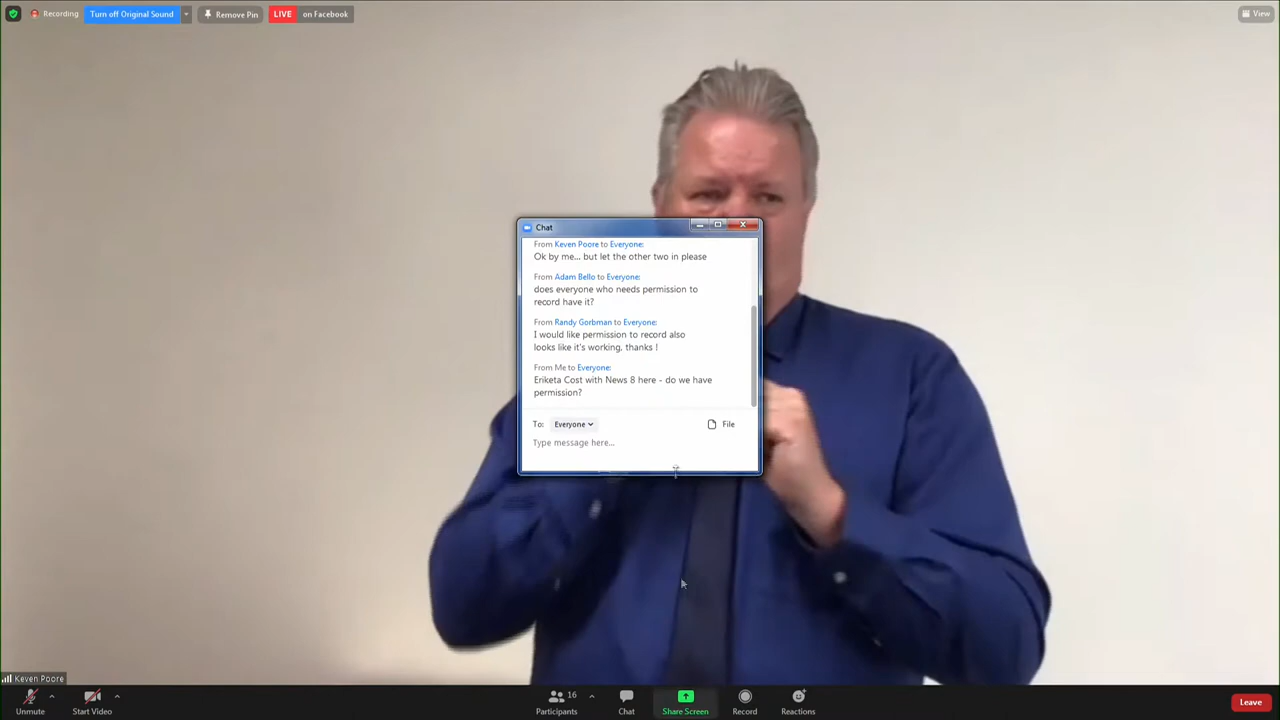 Recording
Turn off Original Sound
Remove Pin
LIVE
on Facebook
View
Chat
From Keven Poore to Everyone:
Ok by me... but let the other two in please
From Adam Bello to Everyone:
does everyone who needs permission to
record have it?
From Randy Gorbman to Everyone:
I would like permission to record also
looks like it's working, thanks !
From Me to Everyone:
Eriketa Cost with News 8 here - do we have
permission?
To: Everyone
File
Type message here...
Keven Poore
Unmute
Start Video
16
Participants
Chat
Share Screen
Record
Reactions
Leave